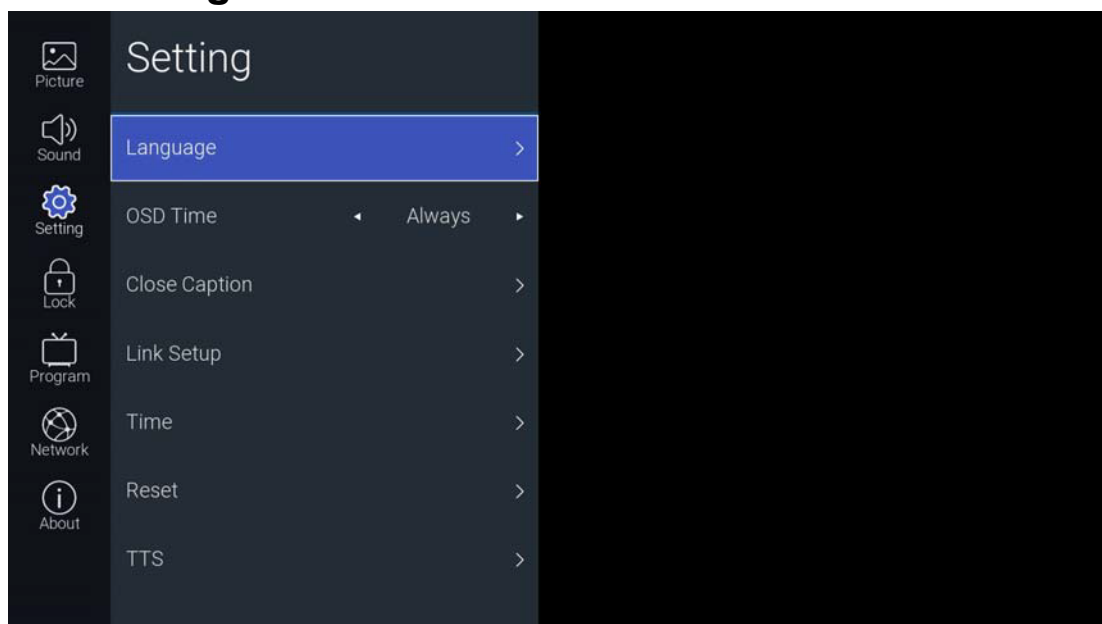 Picture
Sound
Setting
Lock
Program
Network
About
Setting
Language
OSD Time Always
Close Caption
Link Setup
Time
Reset
TTS